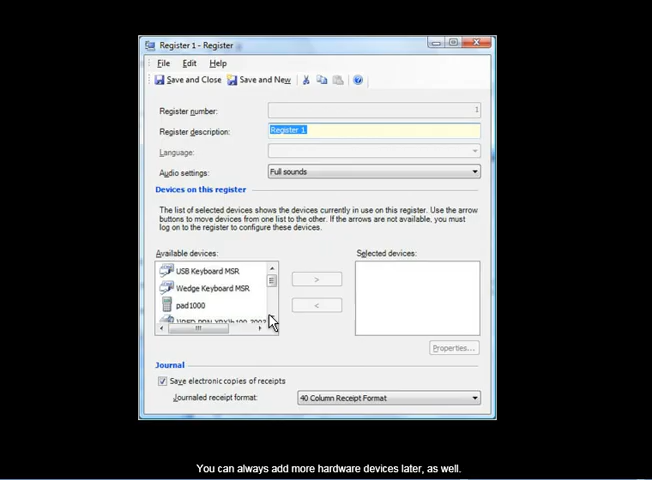 Register 1 - Register
File Edit Help
Save and Close Save and New
Register number: 1
Register description: Register 1
Language:
Audio settings: Full sounds
Devices on this register
The list of selected devices shows the devices currently in use on this register. Use the arrow
buttons to move devices from one list to the other. If the arrows are not available, you must
log on to the register to configure these devices.
Available devices: Selected devices:
USB Keyboard MSR
Wedge Keyboard MSR
pad1000
>
<
Properties...
Journal
Save electronic copies of receipts
Journaled receipt format: 40 Column Receipt Format
You can always add more hardware devices later, as well.